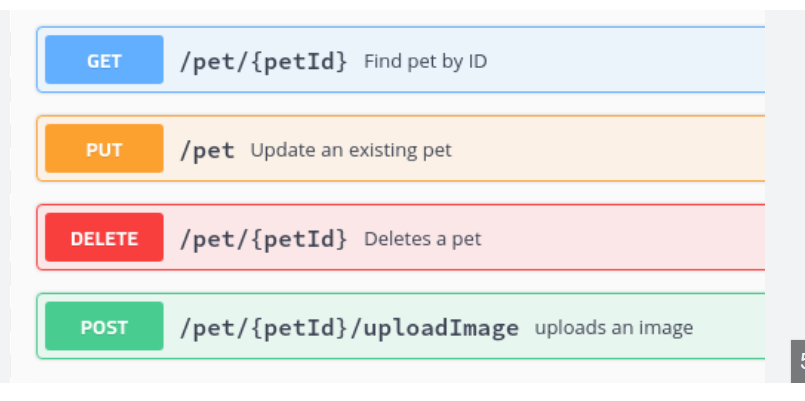 GET /pet/{petId} Find pet by ID
PUT /pet Update an existing pet
DELETE /pet/{petId} Deletes a pet
POST /pet/{petId}/uploadImage uploads an image